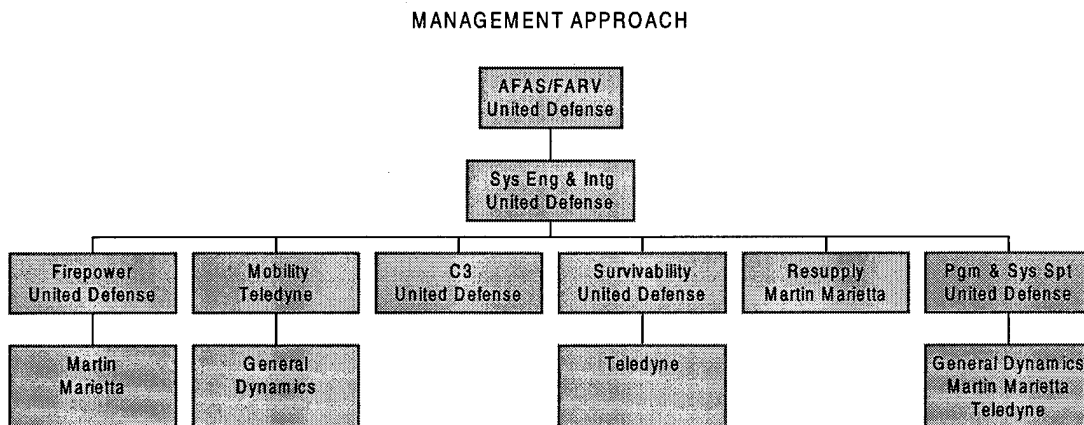 MANAGEMENT APPROACH
AFAS/FARV
United Defense
Sys Eng & Intg
United Defense
Firepower
United Defense
Mobility
Teledyne
C3
United Defense
Survivability
United Defense
Resupply
Martin Marietta
Pgm & Sys Spt
United Defense
Martin
Marietta
General
Dynamics
Teledyne
General Dynamics
Martin Marietta
Teledyne